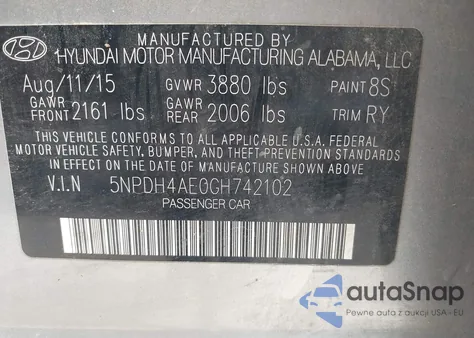 MANUFACTURED BY
HYUNDAI MOTOR MANUFACTURING ALABAMA, LLC
Aug/11/15 GVWR 3880 lbs PAINT 8S
GAWR FRONT 2161 lbs GAWR REAR 2006 lbs TRIM RY
THIS VEHICLE CONFORMS TO ALL APPLICABLE U.S.A. FEDERAL
MOTOR VEHICLE SAFETY, BUMPER, AND THEFT PREVENTION
STANDARDS IN EFFECT ON THE DATE OF MANUFACTURE SHOWN ABOVE.
V.I.N 5NPDH4AE0GH742102
PASSENGER CAR
autoSnap
Pewne auta z aukcji USA - EU